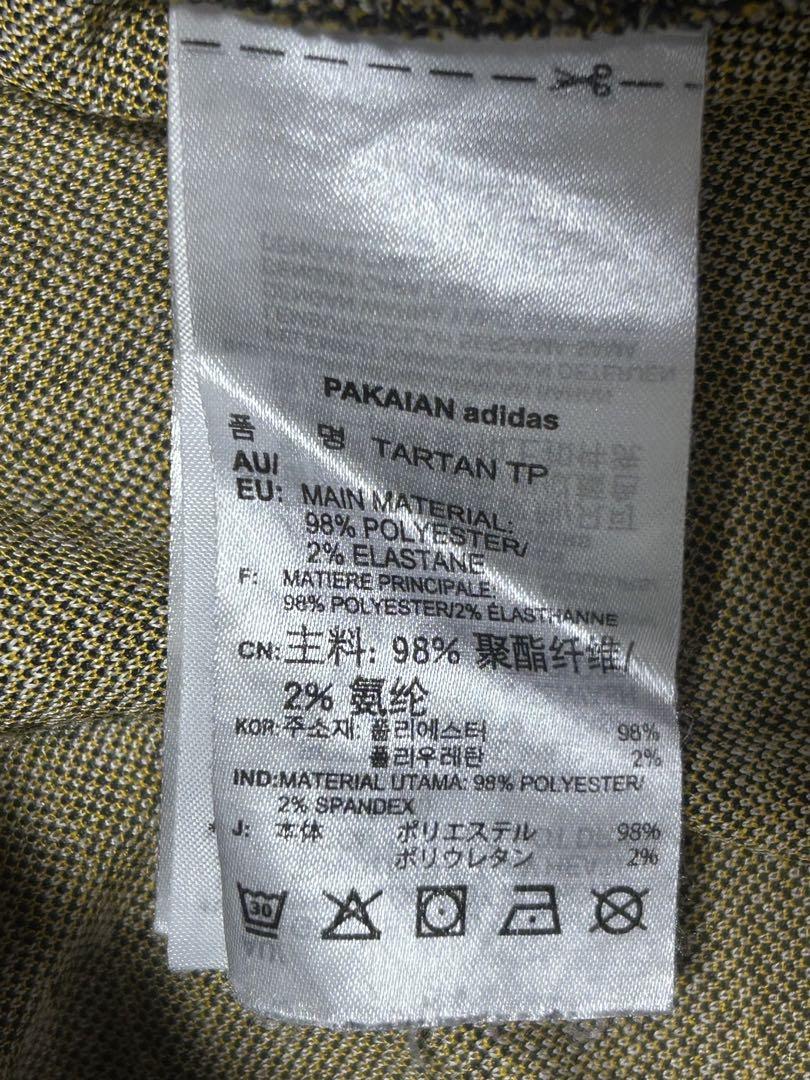 PAKAIAN adidas
품 명 TARTAN TP
AU/
EU: MAIN MATERIAL:
98% POLYESTER/
2% ELASTANE
F: MATIERE PRINCIPALE:
98% POLYESTER/2% ÉLASTHANNE
CN: 主料: 98% 聚酯纤维/
2% 氨纶
KOR: 주소재: 폴리에스터 98%
폴리우레탄 2%
IND: MATERIAL UTAMA: 98% POLYESTER/
2% SPANDEX
J: 本体 ポリエステル 98%
ポリウレタン 2%
30